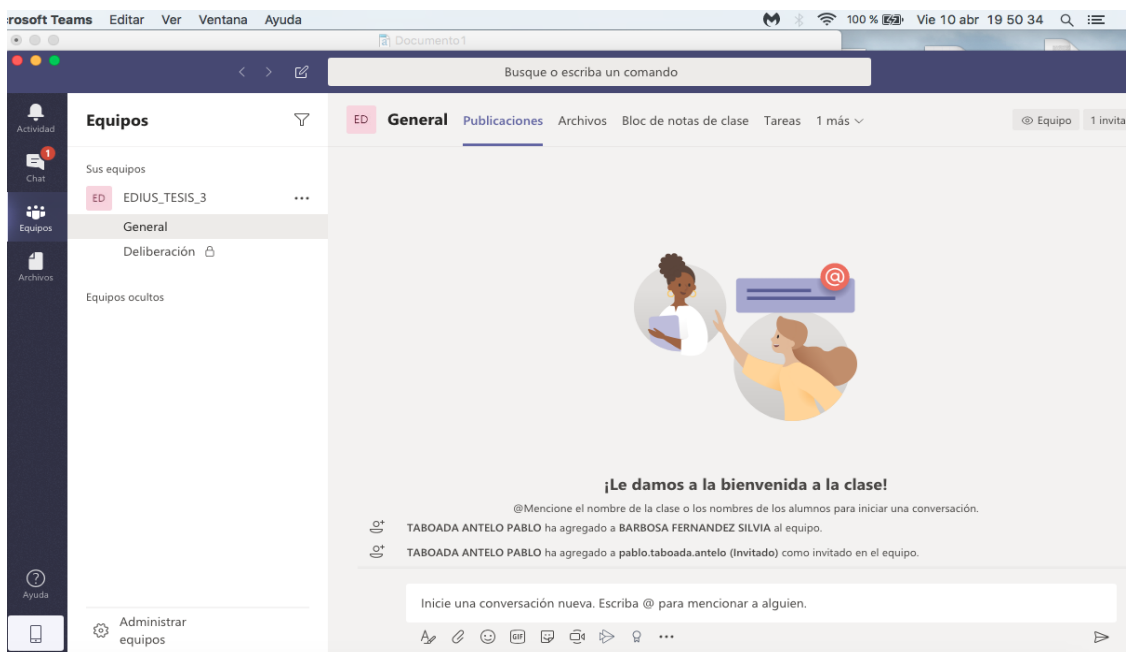 rosoft Teams Editar Ver Ventana Ayuda 100 % Vie 10 abr 19 50 34
Documento1
Busque o escriba un comando
Actividad
Chat
1
Equipos
Archivos
Ayuda
Equipos
Sus equipos
ED EDIUS_TESIS_3
General
Deliberación
Equipos ocultos
Administrar
equipos
ED General Publicaciones Archivos Bloc de notas de clase Tareas 1 más Equipo 1 invita
@
¡Le damos a la bienvenida a la clase!
@Mencione el nombre de la clase o los nombres de los alumnos para iniciar una conversación.
TABOADA ANTELO PABLO ha agregado a BARBOSA FERNANDEZ SILVIA al equipo.
TABOADA ANTELO PABLO ha agregado a pablo.taboada.antelo (Invitado) como invitado en el equipo.
Inicie una conversación nueva. Escriba @ para mencionar a alguien.
GIF